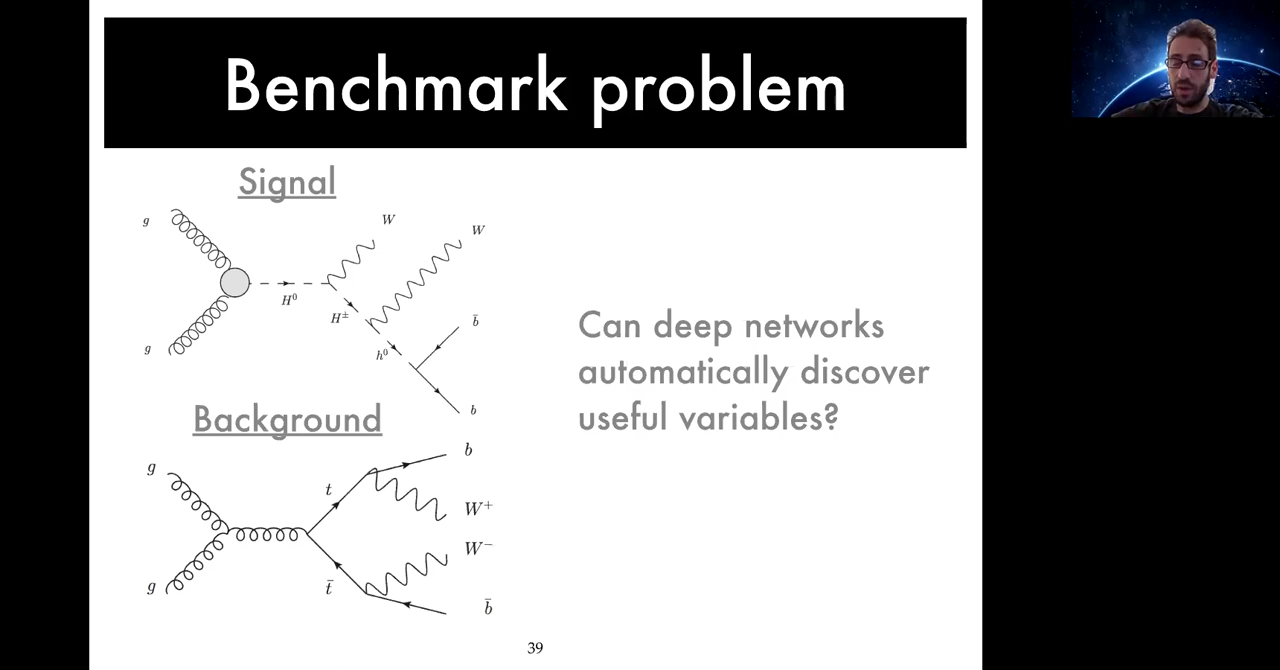 Benchmark problem
Signal
g
W
W
H⁰
H±
g
h⁰
b̄
b
Can deep networks
automatically discover
useful variables?
Background
g
b
t
W⁺
W⁻
g
t̄
b̄
39